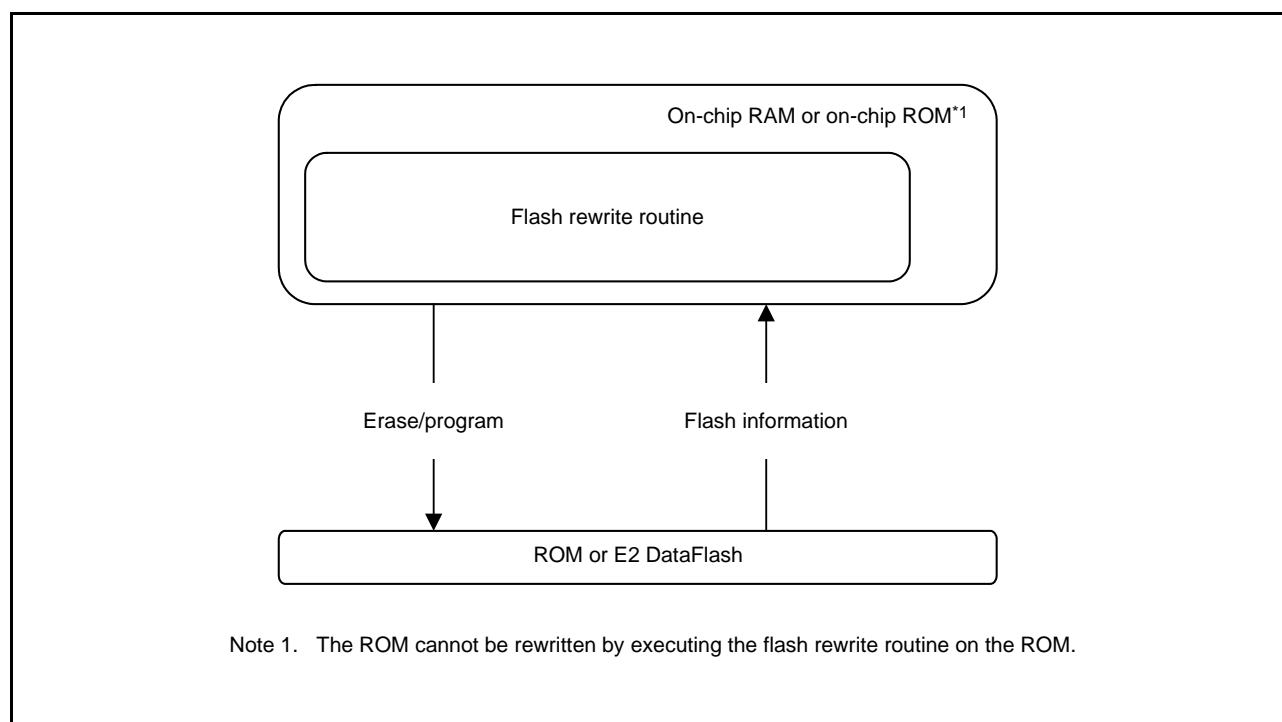 On-chip RAM or on-chip ROM*1
Flash rewrite routine
Erase/program
Flash information
ROM or E2 DataFlash
Note 1. The ROM cannot be rewritten by executing the flash rewrite routine on the ROM.